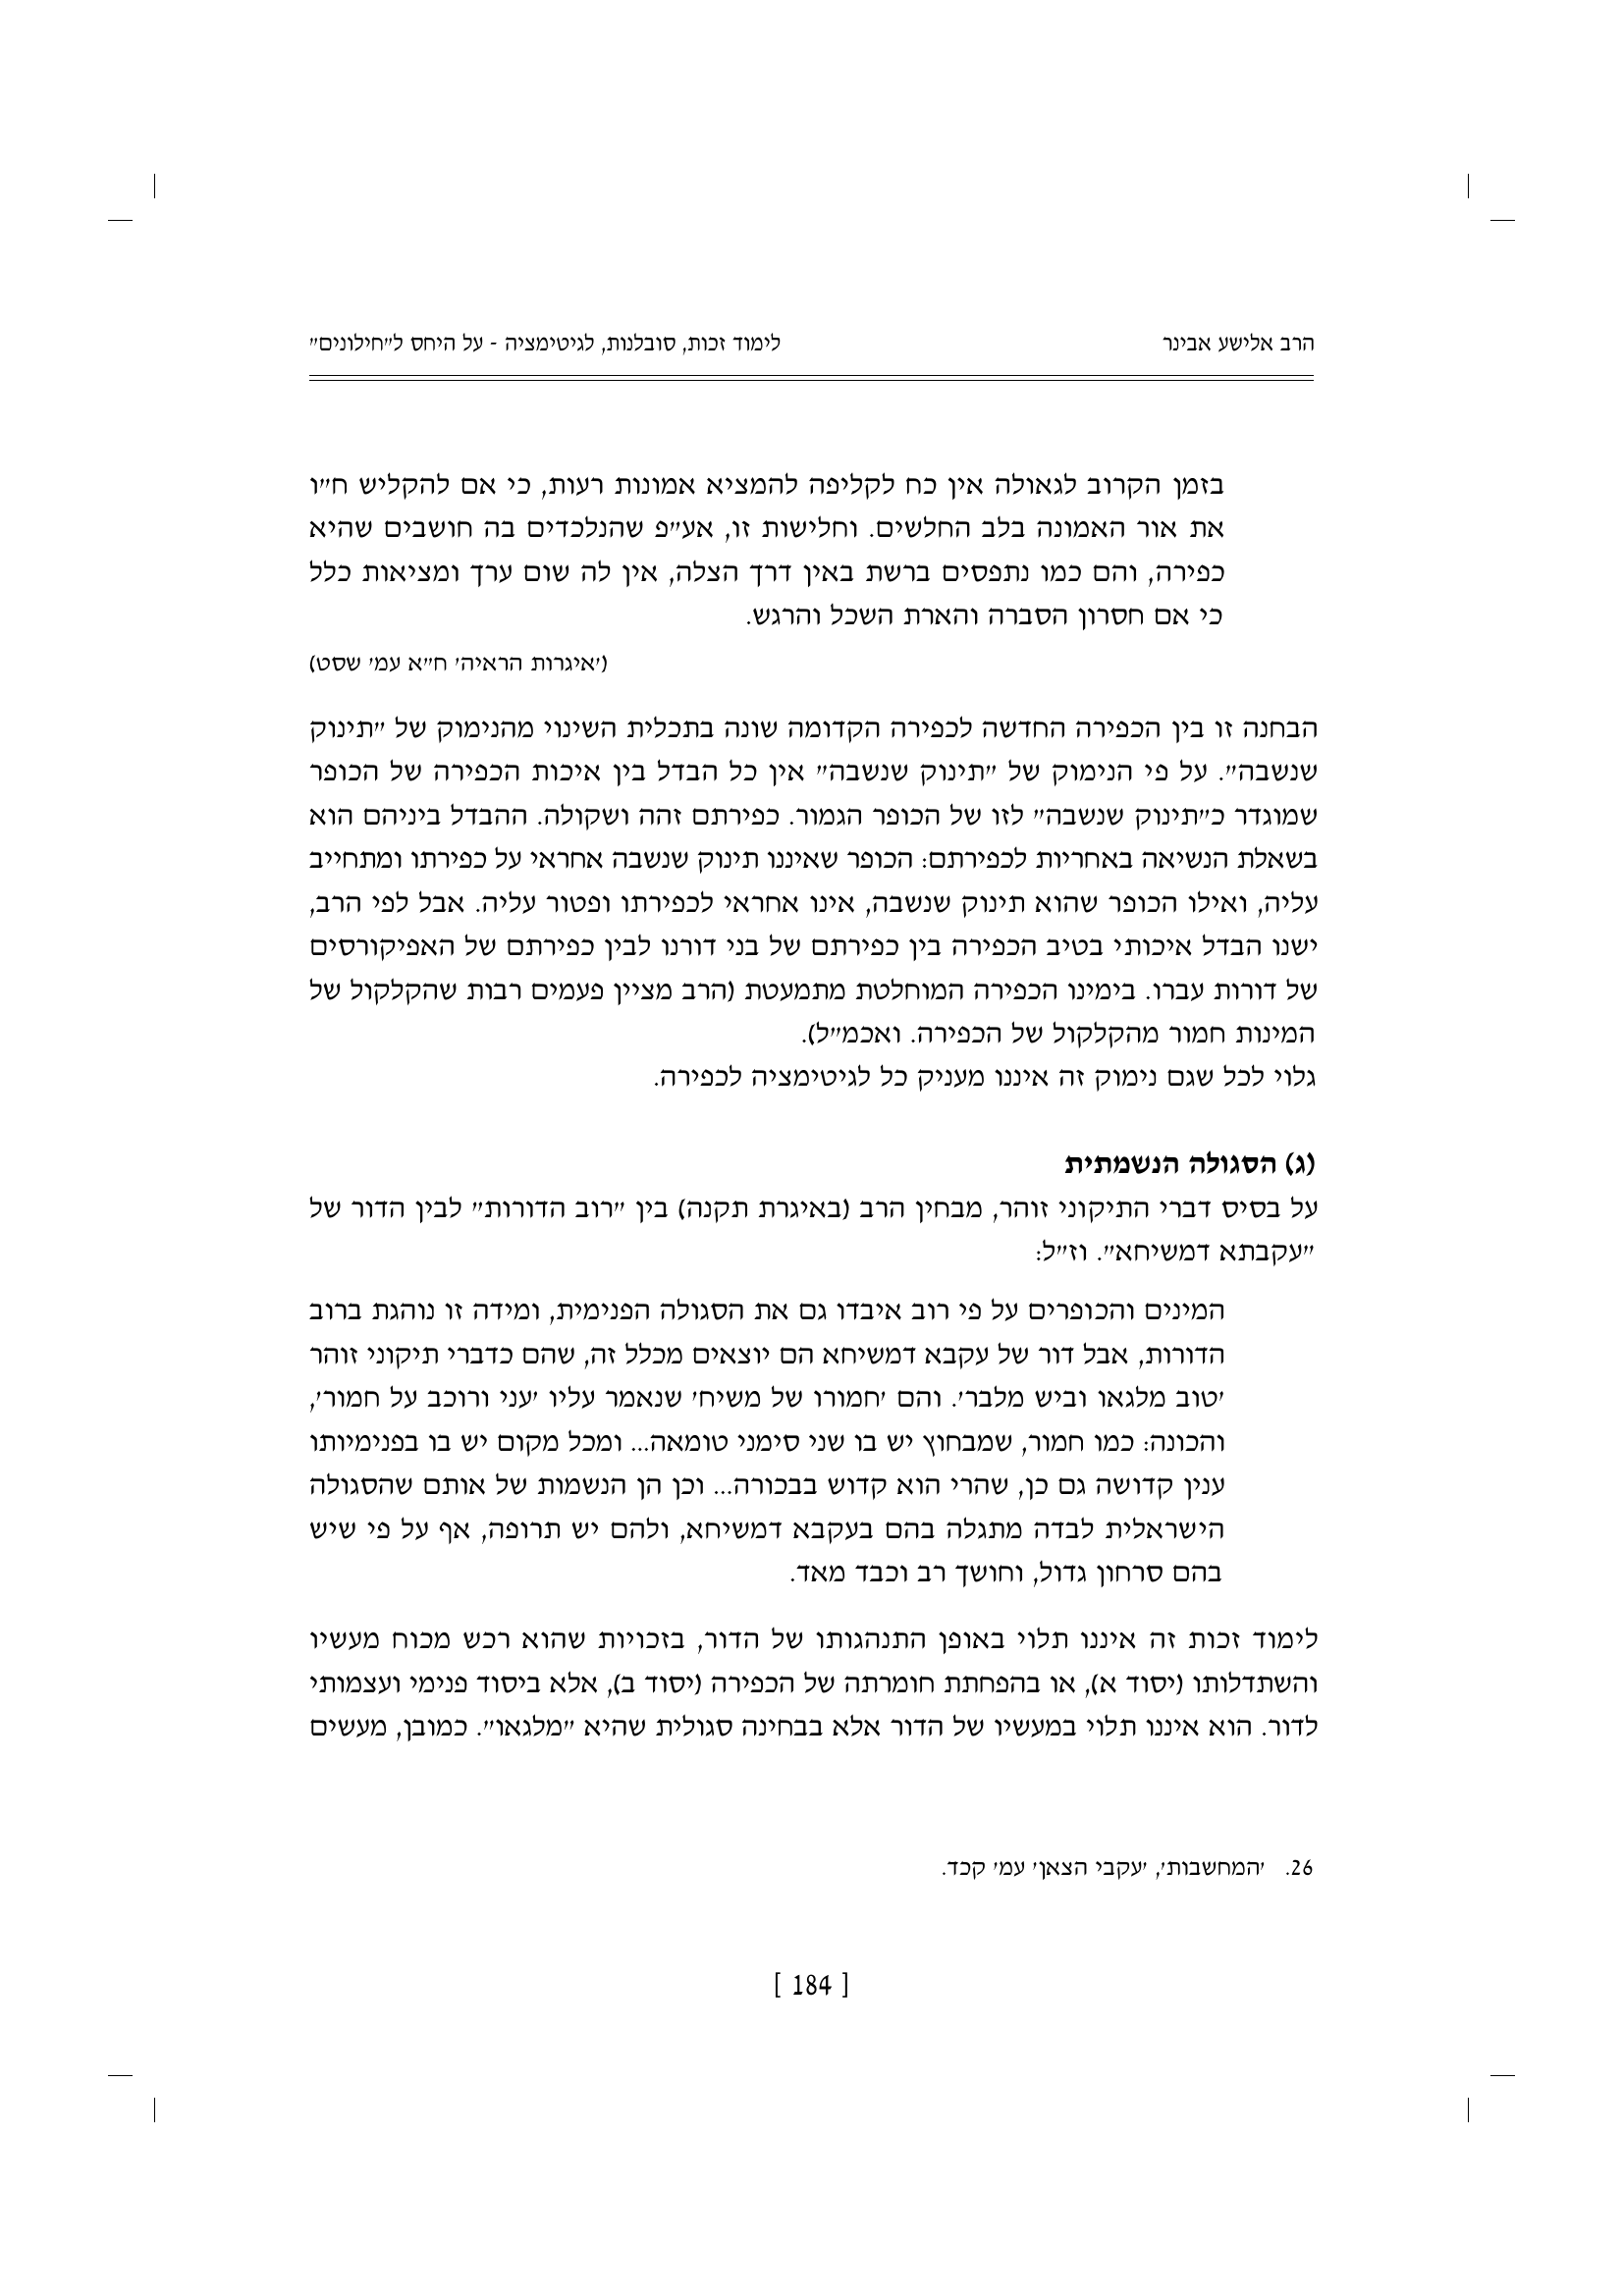 הרב אלישע אבינר
לימוד זכות, סובלנות, לגיטימציה - על היחס ל״חילונים״
בזמן הקרוב לגאולה אין כח לקליפה להמציא אמונות רעות, כי אם להקליש ח״ו
את אור האמונה בלב החלשים. וחלישות זו, אע״פ שהנלכדים בה חושבים שהיא
כפירה, והם כמו נתפסים ברשת באין דרך הצלה, אין לה שום ערך ומציאות כלל
כי אם חסרון הסברה והארת השכל והרגש.
(׳איגרות הראיה׳ ח״א עמ׳ שסט)
הבחנה זו בין הכפירה החדשה לכפירה הקדומה שונה בתכלית השינוי מהנימוק של ״תינוק
שנשבה״. על פי הנימוק של ״תינוק שנשבה״ אין כל הבדל בין איכות הכפירה של הכופר
שמוגדר כ״תינוק שנשבה״ לזו של הכופר הגמור. כפירתם זהה ושקולה. ההבדל ביניהם הוא
בשאלת הנשיאה באחריות לכפירתם: הכופר שאיננו תינוק שנשבה אחראי על כפירתו ומתחייב
עליה, ואילו הכופר שהוא תינוק שנשבה, אינו אחראי לכפירתו ופטור עליה. אבל לפי הרב,
ישנו הבדל איכותי בטיב הכפירה בין כפירתם של בני דורנו לבין כפירתם של האפיקורסים
של דורות עברו. בימינו הכפירה המוחלטת מתמעטת (הרב מציין פעמים רבות שהקלקול של
המינות חמור מהקלקול של הכפירה. ואכמ״ל).
גלוי לכל שגם נימוק זה איננו מעניק כל לגיטימציה לכפירה.
(ג) הסגולה הנשמתית
על בסיס דברי התיקוני זוהר, מבחין הרב (באיגרת תקנה) בין ״רוב הדורות״ לבין הדור של
״עקבתא דמשיחא״. וז״ל:
המינים והכופרים על פי רוב איבדו גם את הסגולה הפנימית, ומידה זו נוהגת ברוב
הדורות, אבל דור של עקבא דמשיחא הם יוצאים מכלל זה, שהם כדברי תיקוני זוהר
׳טוב מלגאו וביש מלבר׳. והם ׳חמורו של משיח׳ שנאמר עליו ׳עני ורוכב על חמור׳,
והכונה: כמו חמור, שמבחוץ יש בו שני סימני טומאה... ומכל מקום יש בו בפנימיותו
ענין קדושה גם כן, שהרי הוא קדוש בבכורה... וכן הן הנשמות של אותם שהסגולה
הישראלית לבדה מתגלה בהם בעקבא דמשיחא, ולהם יש תרופה, אף על פי שיש
בהם סרחון גדול, וחושך רב וכבד מאד.
לימוד זכות זה איננו תלוי באופן התנהגותו של הדור, בזכויות שהוא רכש מכוח מעשיו
והשתדלותו (יסוד א), או בהפחתת חומרתה של הכפירה (יסוד ב), אלא ביסוד פנימי ועצמותי
לדור. הוא איננו תלוי במעשיו של הדור אלא בבחינה סגולית שהיא ״מלגאו״. כמובן, מעשים
26. ׳המחשבות׳, ׳עקבי הצאן׳ עמ׳ קכד.
[ 184 ]